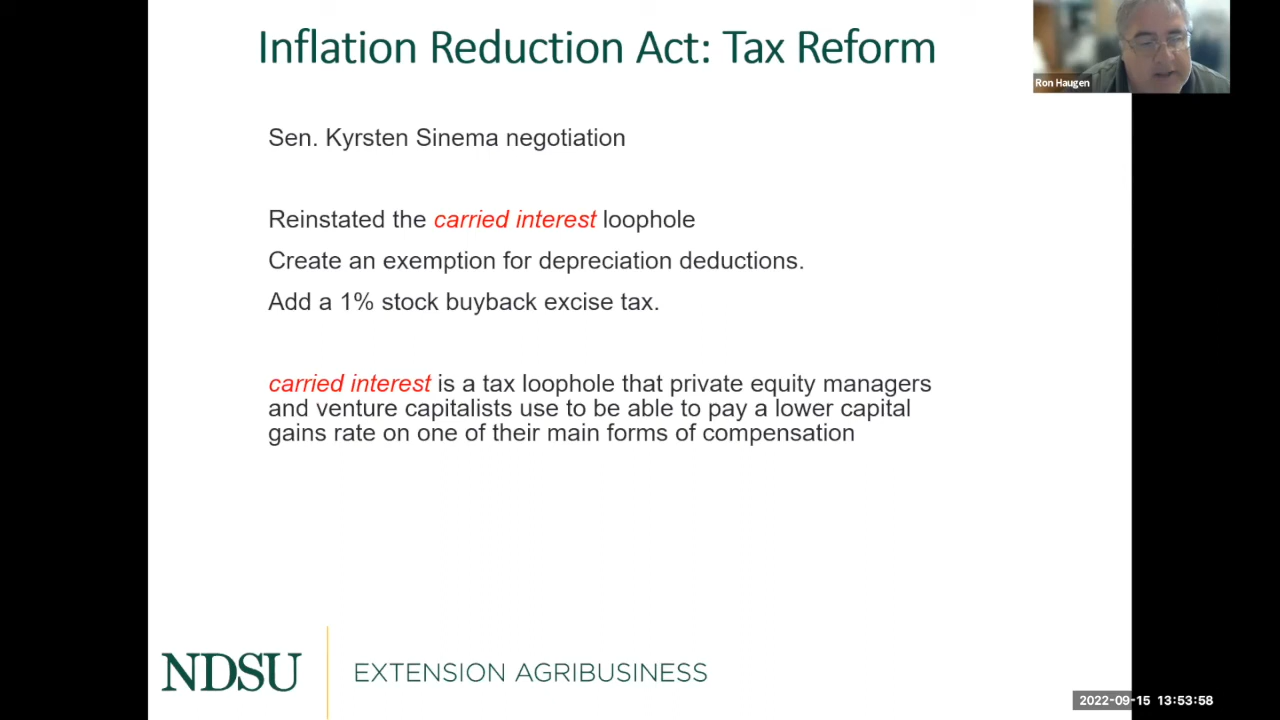 Inflation Reduction Act: Tax Reform
Ron Haugen
Sen. Kyrsten Sinema negotiation
Reinstated the carried interest loophole
Create an exemption for depreciation deductions.
Add a 1% stock buyback excise tax.
carried interest is a tax loophole that private equity managers
and venture capitalists use to be able to pay a lower capital
gains rate on one of their main forms of compensation
NDSU
EXTENSION AGRIBUSINESS
2022-09-15 13:53:58